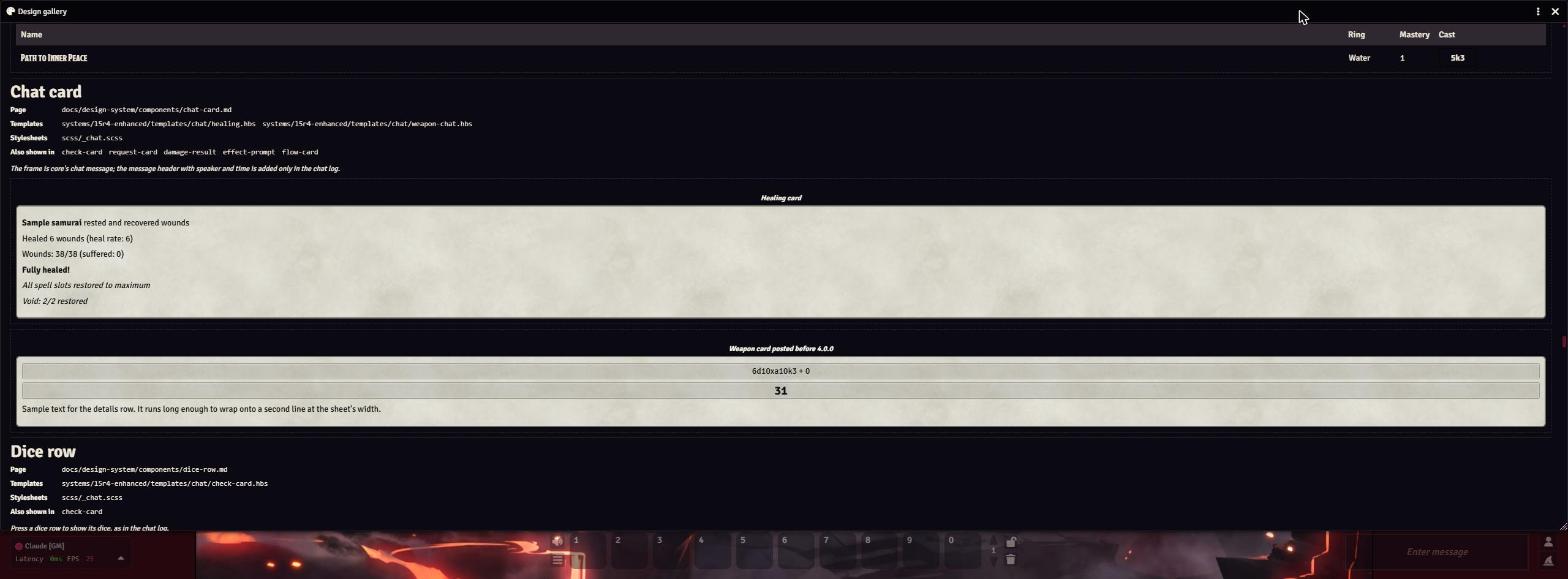 Design gallery
Name Ring Mastery Cast
PATH TO INNER PEACE Water 1 5k3
Chat card
Page docs/design-system/components/chat-card.md
Templates systems/l5r4-enhanced/templates/chat/healing.hbs systems/l5r4-enhanced/templates/chat/weapon-chat.hbs
Stylesheets scss/_chat.scss
Also shown in check-card request-card damage-result effect-prompt flow-card
The frame is core's chat message; the message header with speaker and time is added only in the chat log.
Healing card
Sample samurai rested and recovered wounds
Healed 6 wounds (heal rate: 6)
Wounds: 38/38 (suffered: 0)
Fully healed!
All spell slots restored to maximum
Void: 2/2 restored
Weapon card posted before 4.0.0
6d10xa10k3 + 0
31
Sample text for the details row. It runs long enough to wrap onto a second line at the sheet's width.
Dice row
Page docs/design-system/components/dice-row.md
Templates systems/l5r4-enhanced/templates/chat/check-card.hbs
Stylesheets scss/_chat.scss
Also shown in check-card
Press a dice row to show its dice, as in the chat log.
Claude [GM]
Latency 0ms FPS 25
1 2 3 4 5 6 7 8 9 0
1
Enter message